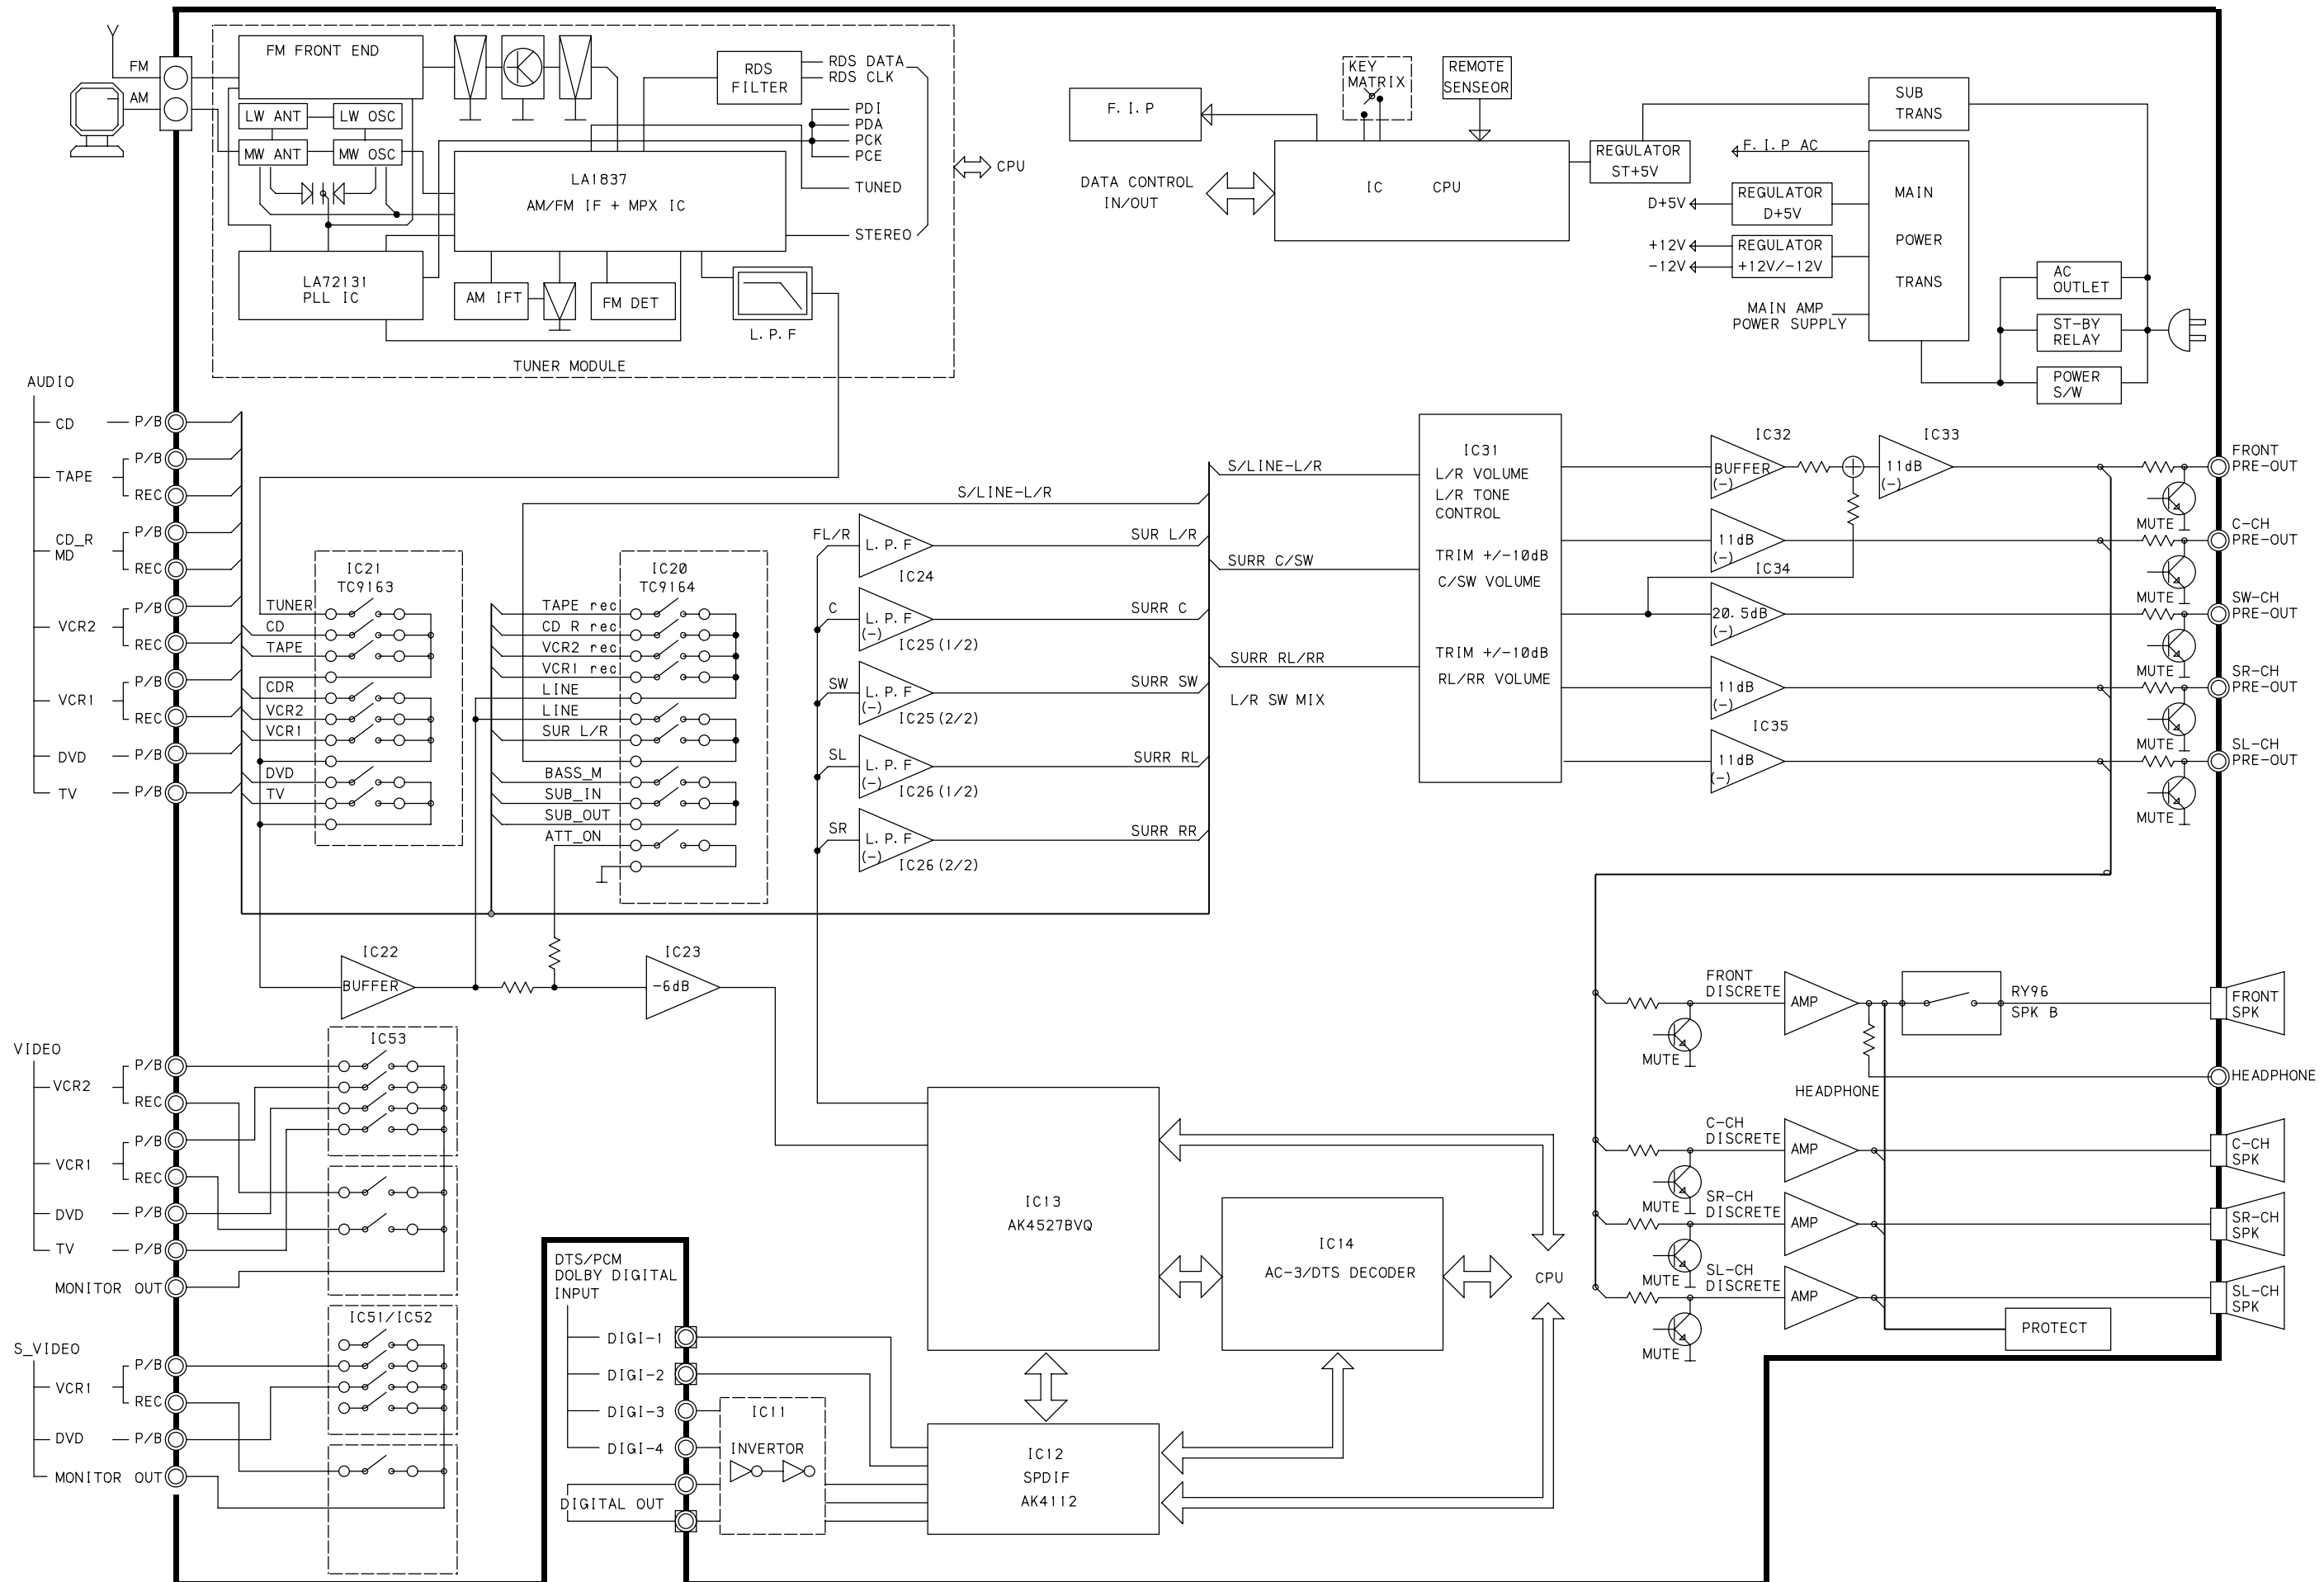 FM FRONT END
FM
AM
LW ANT
LW OSC
MW ANT
MW OSC
RDS
FILTER
RDS DATA
RDS CLK
PDI
PDA
PCK
PCE
TUNED
STEREO
CPU
LA1837
AM/FM IF + MPX IC
LA72131
PLL IC
AM IFT
FM DET
L.P.F
TUNER MODULE
F.I.P
KEY
MATRIX
REMOTE
SENSEOR
DATA CONTROL
IN/OUT
IC CPU
REGULATOR
ST+5V
SUB
TRANS
F.I.P AC
D+5V
REGULATOR
D+5V
+12V
-12V
REGULATOR
+12V/-12V
MAIN
POWER
TRANS
MAIN AMP
POWER SUPPLY
AC
OUTLET
ST-BY
RELAY
POWER
S/W
AUDIO
CD
P/B
TAPE
P/B
REC
CD_R
MD
P/B
REC
VCR2
P/B
REC
VCR1
P/B
REC
DVD
P/B
TV
P/B
IC21
TC9163
TUNER
CD
TAPE
CDR
VCR2
VCR1
DVD
TV
IC20
TC9164
TAPE rec
CD R rec
VCR2 rec
VCR1 rec
LINE
LINE
SUR L/R
BASS_M
SUB_IN
SUB_OUT
ATT_ON
S/LINE-L/R
FL/R
L.P.F
IC24
SUR L/R
C
L.P.F
(-)
IC25(1/2)
SURR C
SW
L.P.F
(-)
IC25(2/2)
SURR SW
SL
L.P.F
(-)
IC26(1/2)
SURR RL
SR
L.P.F
(-)
IC26(2/2)
SURR RR
S/LINE-L/R
SURR C/SW
SURR RL/RR
L/R SW MIX
IC31
L/R VOLUME
L/R TONE
CONTROL
TRIM +/-10dB
C/SW VOLUME
TRIM +/-10dB
RL/RR VOLUME
IC32
BUFFER
(-)
IC33
11dB
(-)
11dB
(-)
IC34
20.5dB
(-)
11dB
(-)
IC35
11dB
(-)
FRONT
PRE-OUT
MUTE
C-CH
PRE-OUT
MUTE
SW-CH
PRE-OUT
MUTE
SR-CH
PRE-OUT
MUTE
SL-CH
PRE-OUT
MUTE
IC22
BUFFER
IC23
-6dB
VIDEO
VCR2
P/B
REC
VCR1
P/B
REC
DVD
P/B
TV
P/B
MONITOR OUT
IC53
S_VIDEO
VCR1
P/B
REC
DVD
P/B
MONITOR OUT
IC51/IC52
DTS/PCM
DOLBY DIGITAL
INPUT
DIGI-1
DIGI-2
DIGI-3
DIGI-4
DIGITAL OUT
IC11
INVERTOR
IC13
AK4527BVQ
IC14
AC-3/DTS DECODER
CPU
IC12
SPDIF
AK4112
FRONT
DISCRETE
AMP
MUTE
RY96
SPK B
FRONT
SPK
HEADPHONE
HEADPHONE
C-CH
DISCRETE
AMP
MUTE
C-CH
SPK
SR-CH
DISCRETE
AMP
MUTE
SR-CH
SPK
SL-CH
DISCRETE
AMP
MUTE
SL-CH
SPK
PROTECT